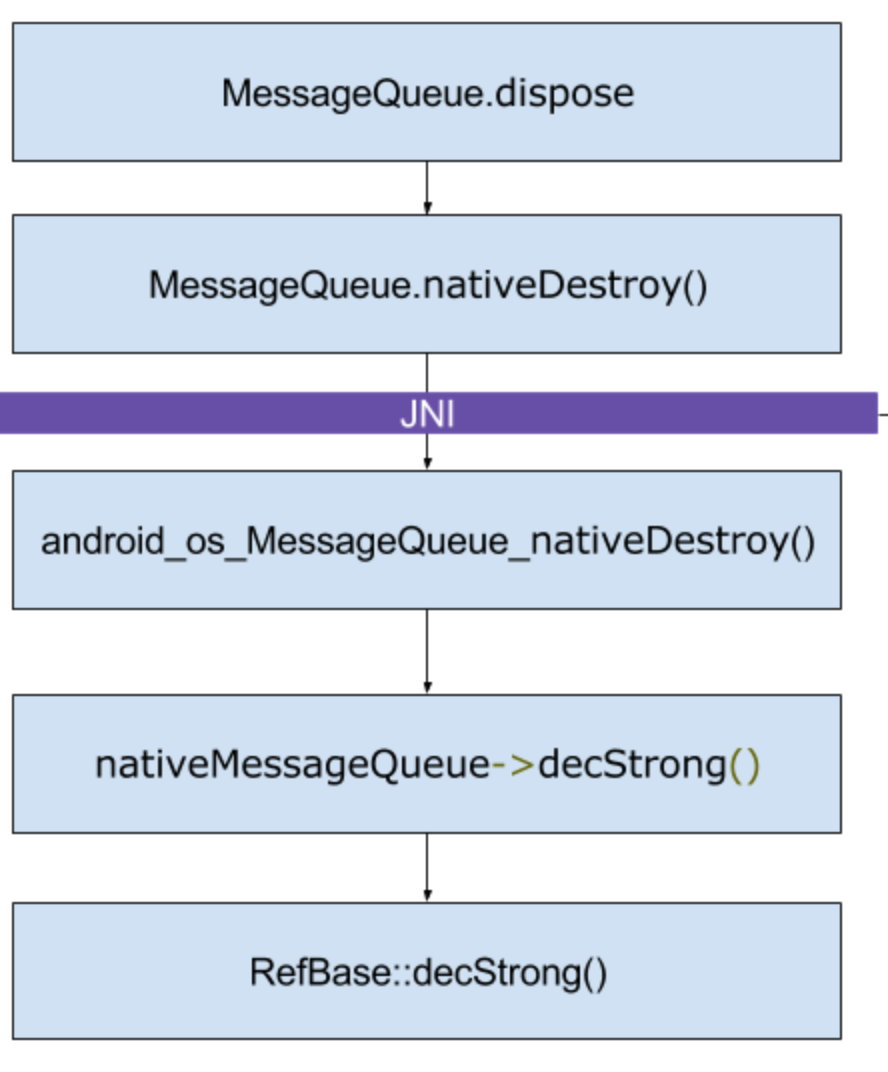 MessageQueue.dispose
MessageQueue.nativeDestroy()
JNI
android_os_MessageQueue_nativeDestroy()
nativeMessageQueue->decStrong()
RefBase::decStrong()